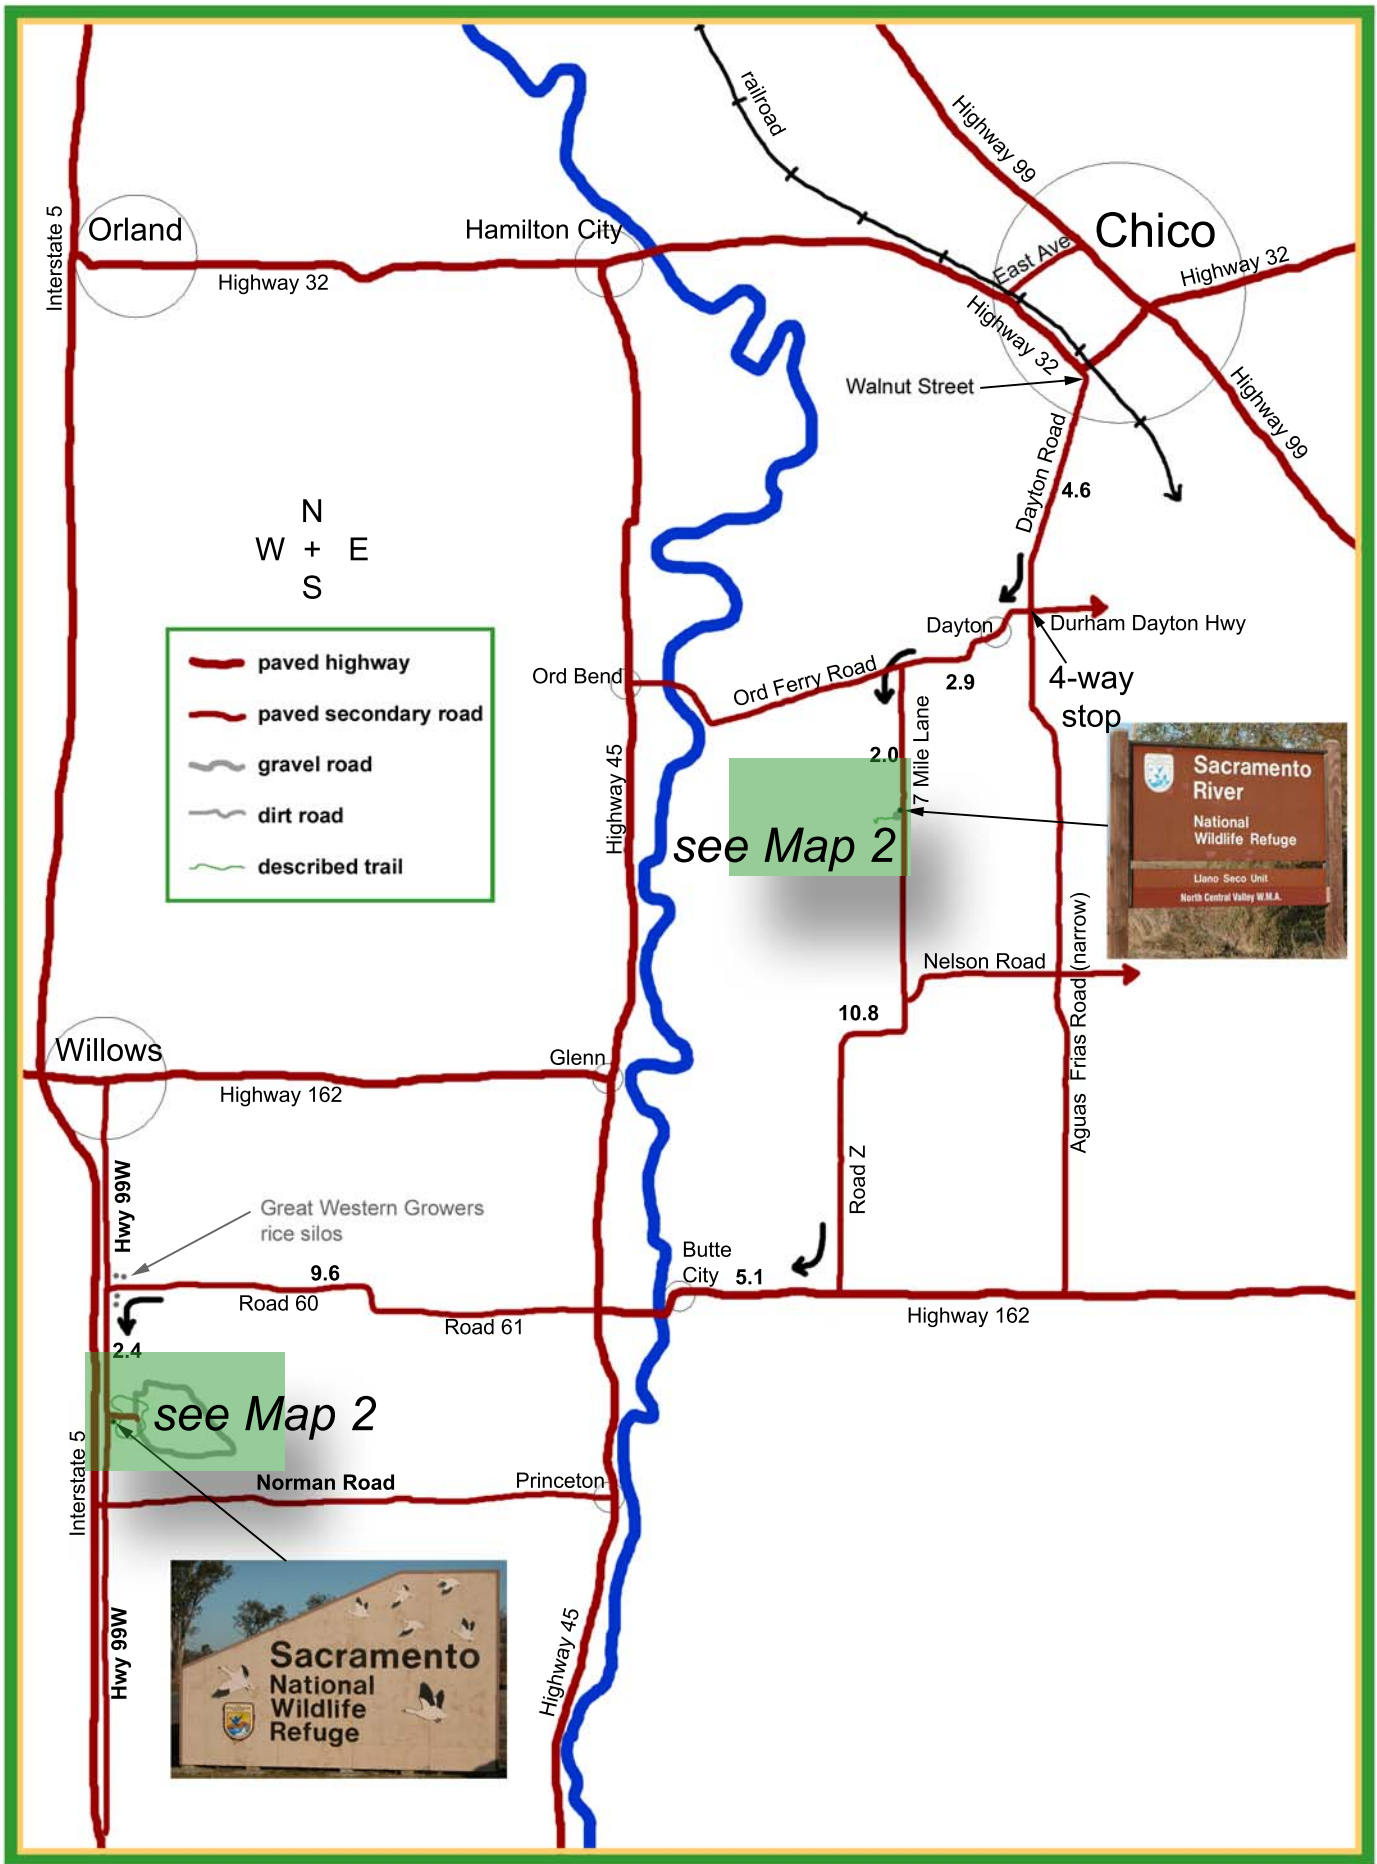 railroad
Highway 99
Orland
Hamilton City
Chico
Interstate 5
Highway 32
East Ave
Highway 32
Highway 32
Walnut Street
Highway 99
Dayton Road
4.6
N
W + E
S
paved highway
paved secondary road
gravel road
dirt road
described trail
Dayton
Durham Dayton Hwy
Ord Bend
Ord Ferry Road
2.9
4-way
stop
7 Mile Lane
2.0
Highway 45
see Map 2
Sacramento
River
National
Wildlife Refuge
Llano Seco Unit
North Central Valley W.M.A.
Nelson Road
Aguas Frias Road (narrow)
10.8
Willows
Glenn
Highway 162
Road Z
Hwy 99W
Great Western Growers
rice silos
Butte
City
5.1
9.6
Road 60
Road 61
Highway 162
2.4
see Map 2
Interstate 5
Norman Road
Princeton
Hwy 99W
Highway 45
Sacramento
National
Wildlife
Refuge